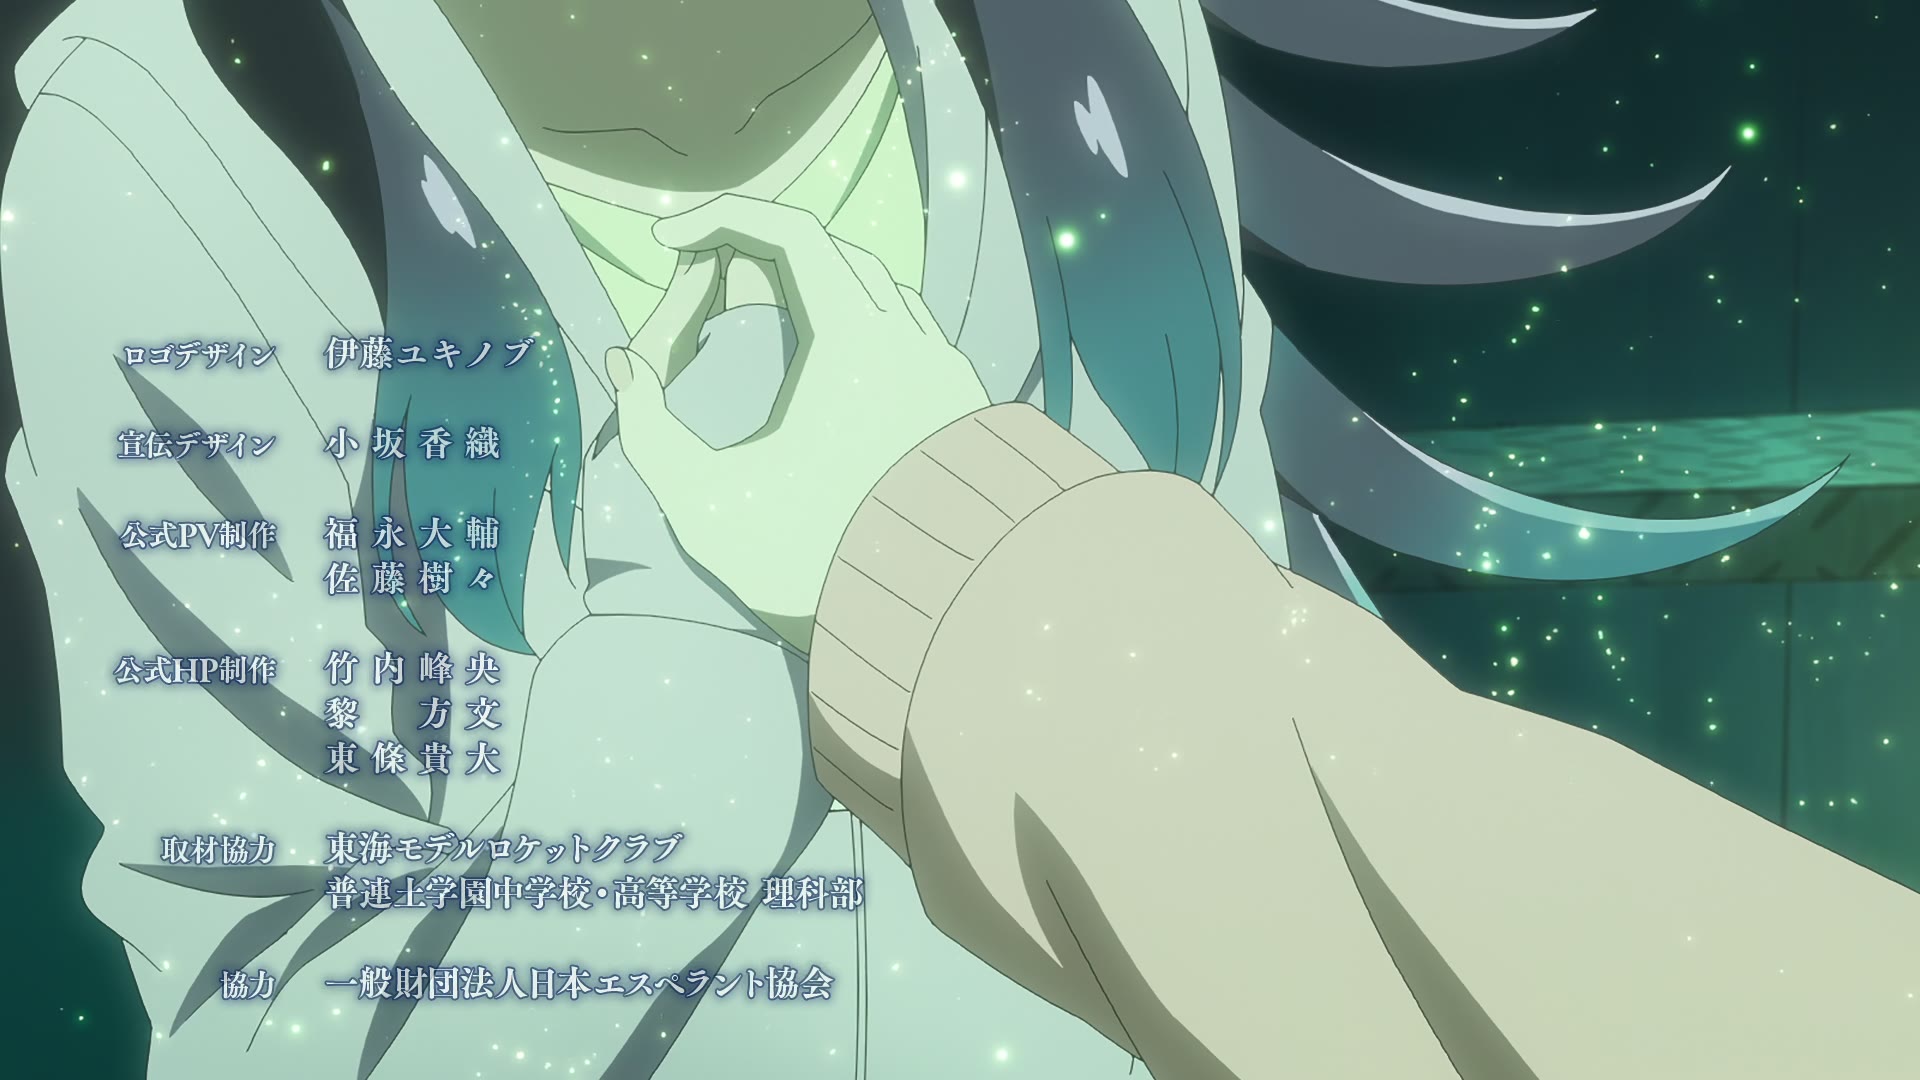 ロゴデザイン 伊藤ユキノブ
宣伝デザイン 小坂香織
公式PV制作 福永大輔
佐藤樹々
公式HP制作 竹内峰央
黎 方文
東條貴大
取材協力 東海モデルロケットクラブ
普連土学園中学校・高等学校 理科部
協力 一般財団法人日本エスペラント協会